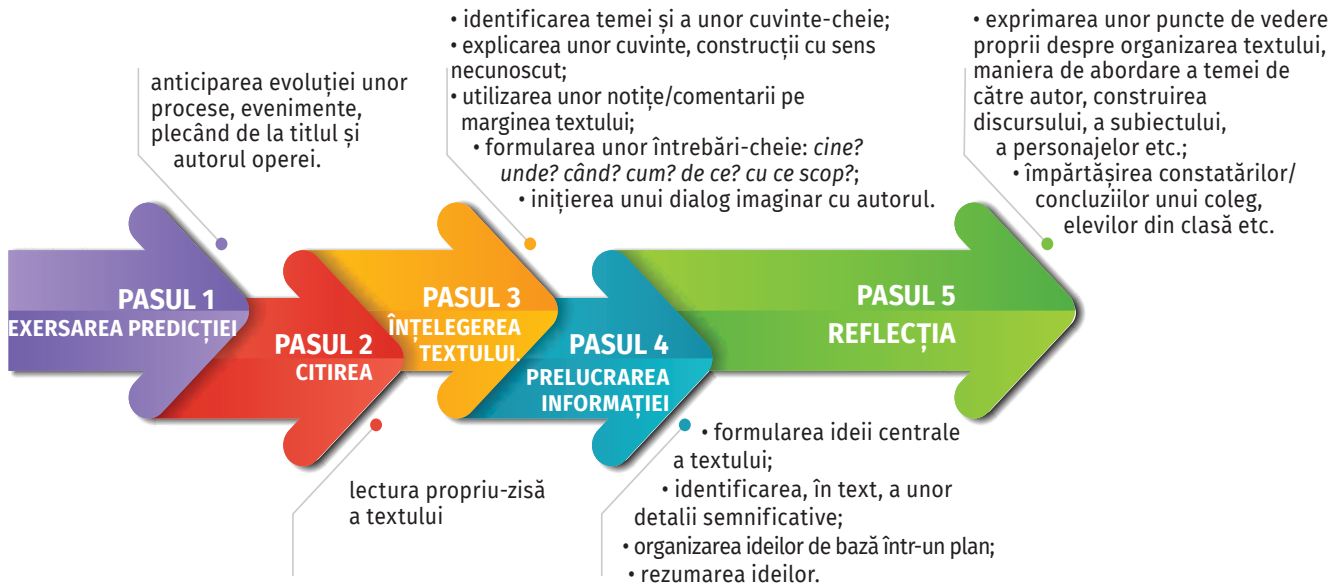 anticiparea evoluției unor
procese, evenimente,
plecând de la titlul și
autorul operei.
• identificarea temei și a unor cuvinte-cheie;
• explicarea unor cuvinte, construcții cu sens
necunoscut;
• utilizarea unor notițe/comentarii pe
marginea textului;
• formularea unor întrebări-cheie: cine?
unde? când? cum? de ce? cu ce scop?;
• inițierea unui dialog imaginar cu autorul.
• exprimarea unor puncte de vedere
proprii despre organizarea textului,
maniera de abordare a temei de
către autor, construirea
discursului, a subiectului,
a personajelor etc.;
• împărtășirea constatărilor/
concluziilor unui coleg,
elevilor din clasă etc.
PASUL 1
EXERSAREA PREDICȚIEI
PASUL 2
CITIREA
PASUL 3
ÎNȚELEGEREA
TEXTULUI.
PASUL 4
PRELUCRAREA
INFORMAȚIEI
PASUL 5
REFLECȚIA
lectura propriu-zisă
a textului
• formularea ideii centrale
a textului;
• identificarea, în text, a unor
detalii semnificative;
• organizarea ideilor de bază într-un plan;
• rezumarea ideilor.